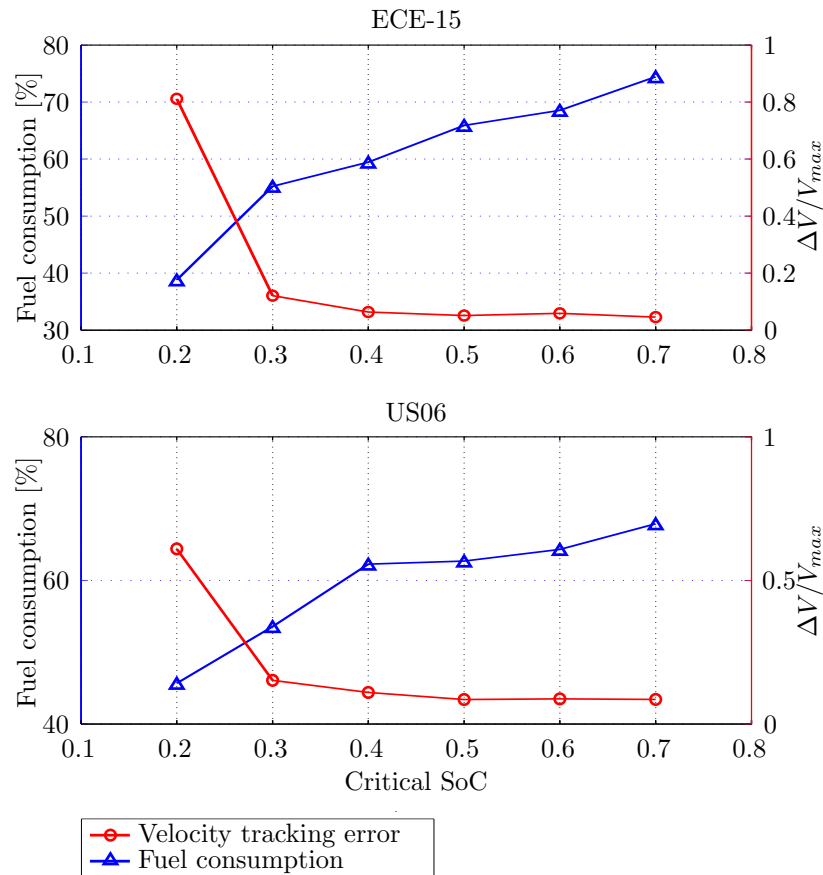 ECE-15
Fuel consumption [%]
80
70
60
50
40
30
1
0.8
0.6
0.4
0.2
0
ΔV/Vmax
0.1 0.2 0.3 0.4 0.5 0.6 0.7 0.8
US06
Fuel consumption [%]
80
60
40
1
0.5
0
ΔV/Vmax
0.1 0.2 0.3 0.4 0.5 0.6 0.7 0.8
Critical SoC
Velocity tracking error
Fuel consumption